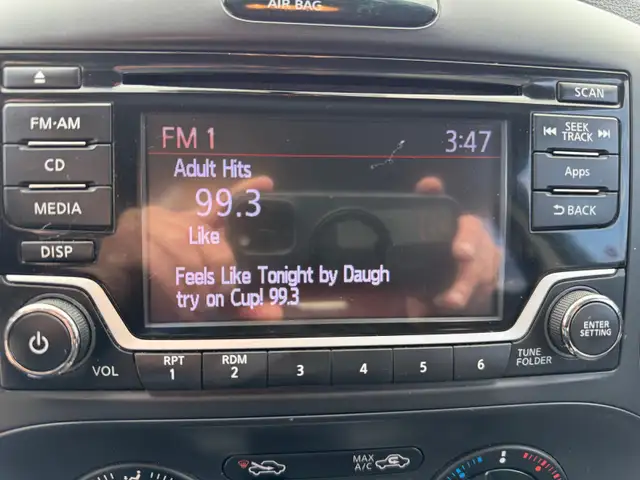 AIR BAG
SCAN
FM·AM
CD
MEDIA
DISP
FM 1 3:47
Adult Hits
99.3
Like
Feels Like Tonight by Daugh
try on Cup! 99.3
SEEK
TRACK
Apps
BACK
VOL
RPT
1
RDM
2
3
4
5
6
TUNE
FOLDER
ENTER
SETTING
MAX
A/C